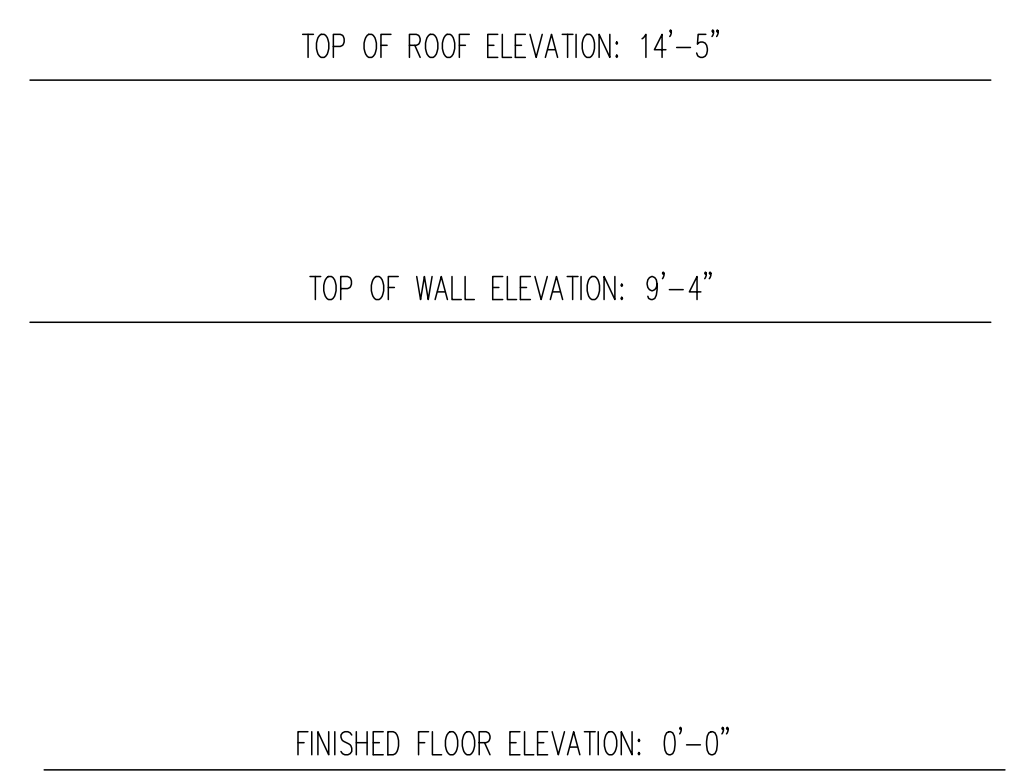 TOP OF ROOF ELEVATION: 14'-5"
TOP OF WALL ELEVATION: 9'-4"
FINISHED FLOOR ELEVATION: 0'-0"